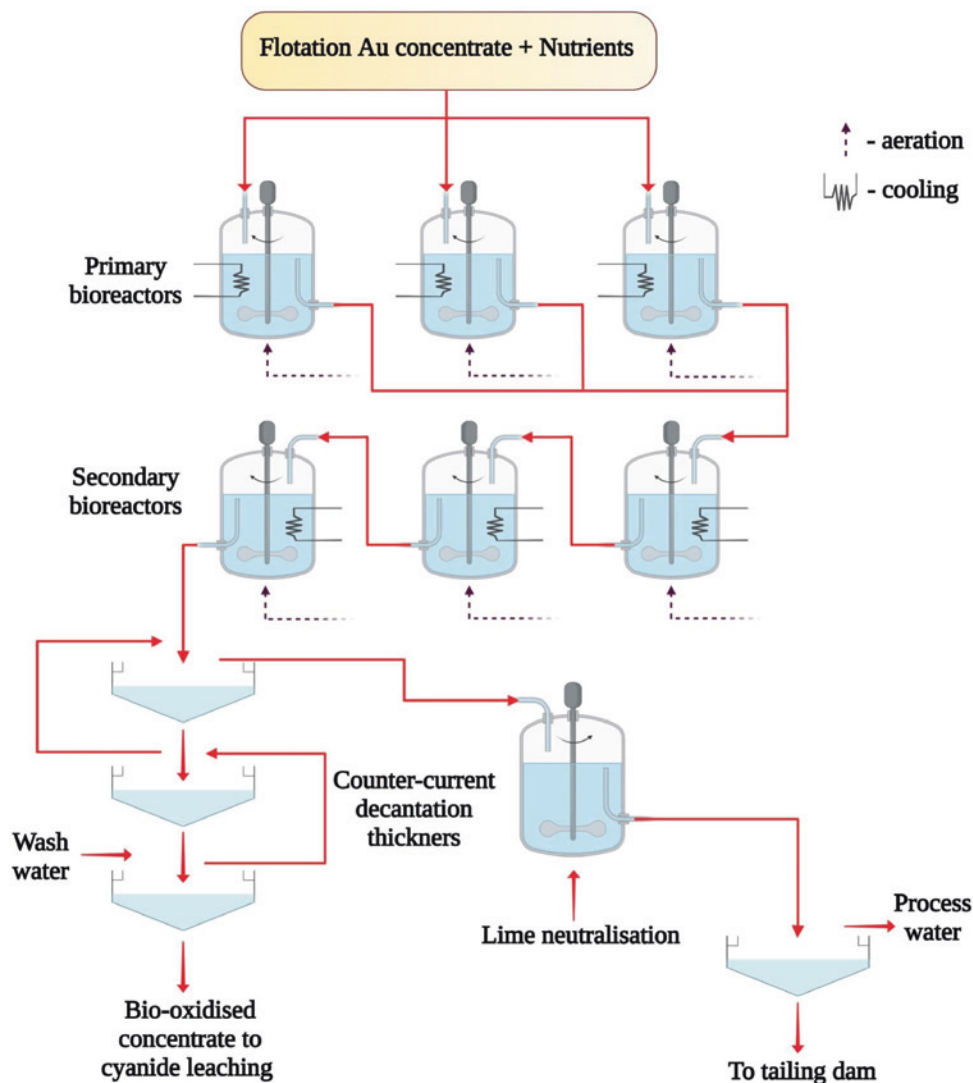 Flotation Au concentrate + Nutrients
- aeration
- cooling
Primary
bioreactors
Secondary
bioreactors
Counter-current
decantation
thickners
Wash
water
Lime neutralisation
Process
water
Bio-oxidised
concentrate to
cyanide leaching
To tailing dam